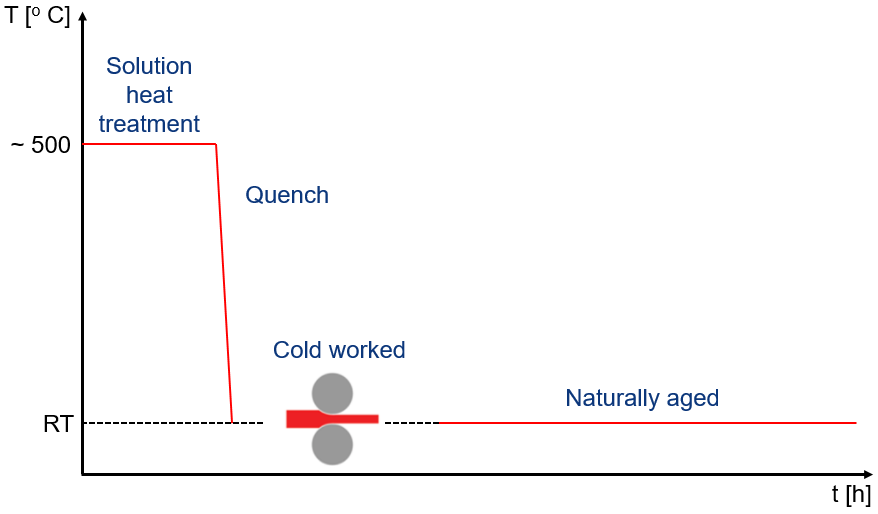 T [º C]
Solution
heat
treatment
~ 500
Quench
Cold worked
Naturally aged
RT
t [h]